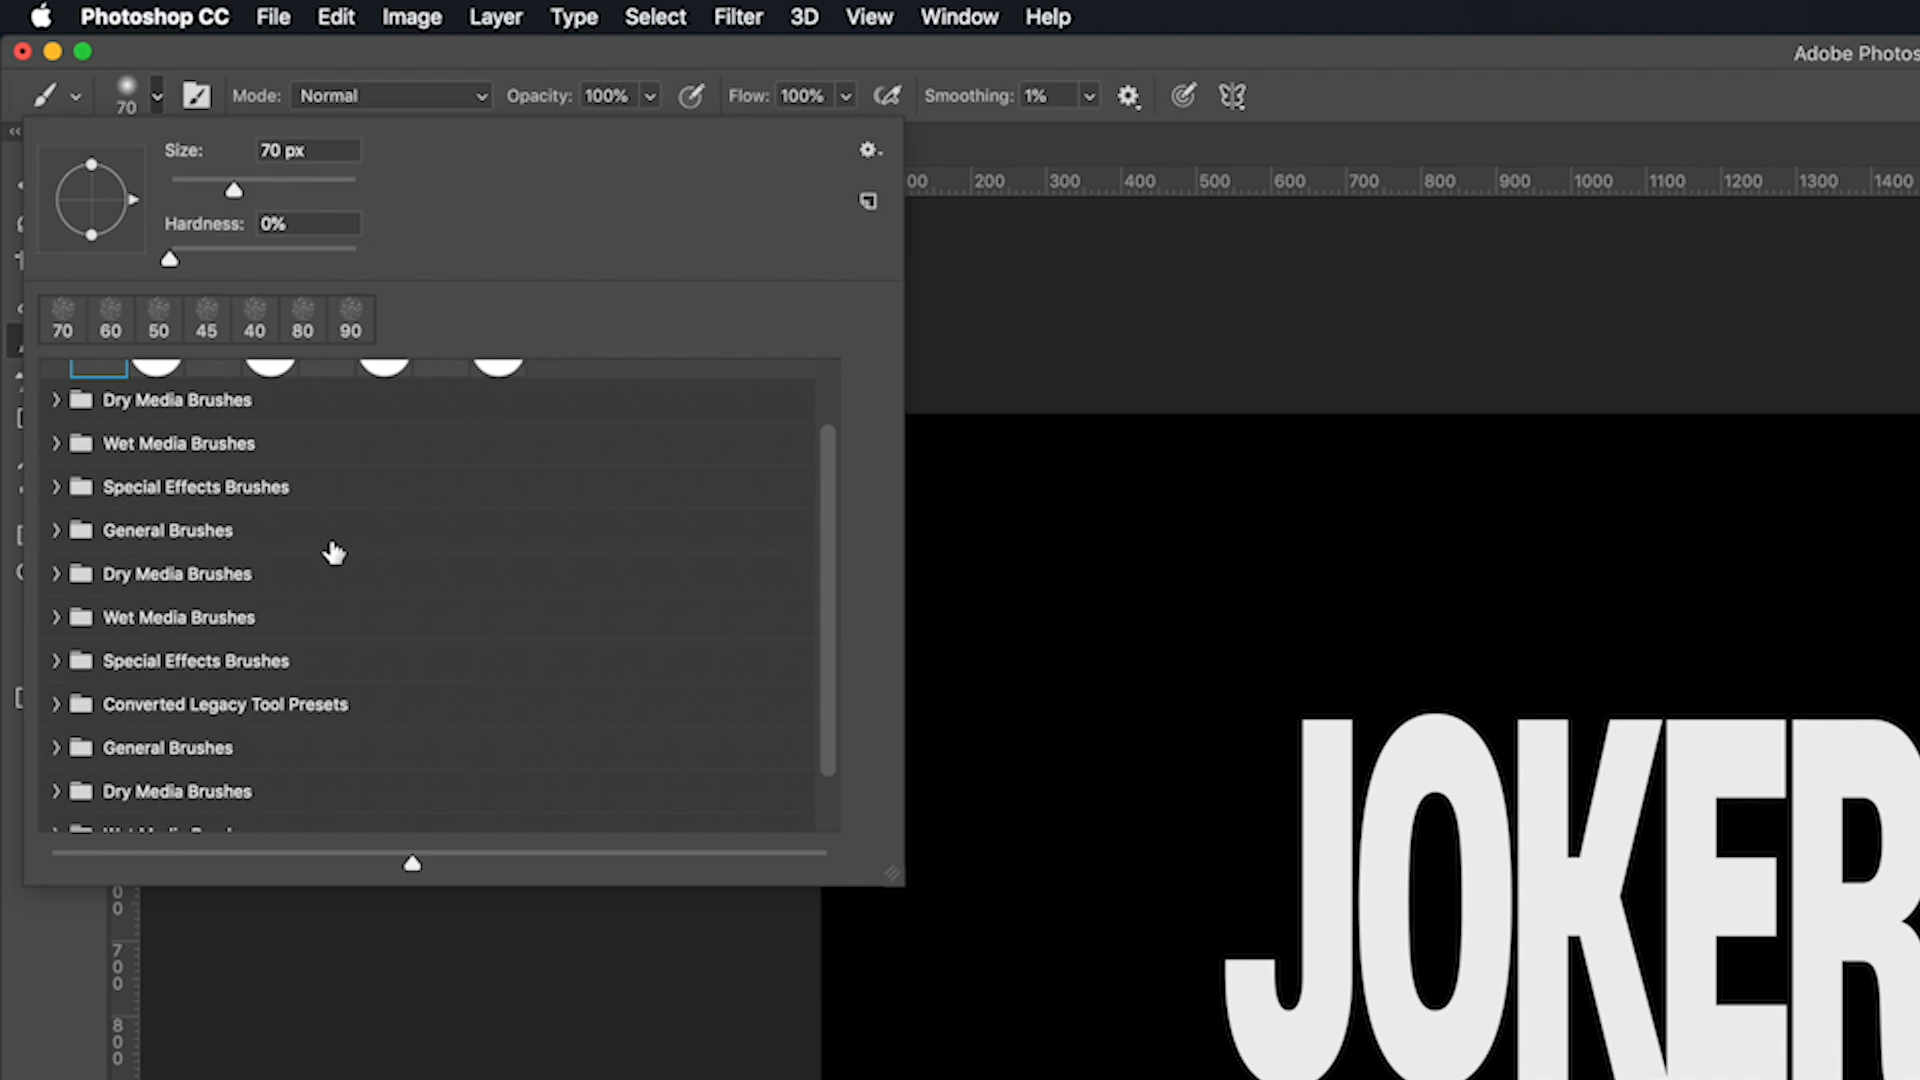 Photoshop CC File Edit Image Layer Type Select Filter 3D View Window Help
Adobe Photos
70 Mode: Normal Opacity: 100% Flow: 100% Smoothing: 1%
Size: 70 px
Hardness: 0%
00 200 300 400 500 600 700 800 900 1000 1100 1200 1300 1400
70 60 50 45 40 80 90
Dry Media Brushes
Wet Media Brushes
Special Effects Brushes
General Brushes
Dry Media Brushes
Wet Media Brushes
Special Effects Brushes
Converted Legacy Tool Presets
General Brushes
Dry Media Brushes
00
700
800
JOKER